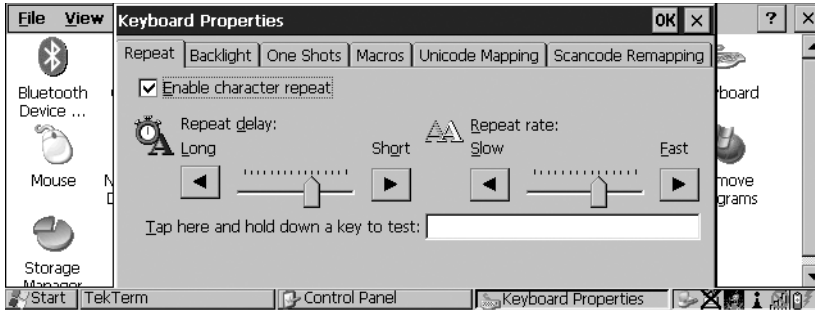 File View
Keyboard Properties
OK
?
Repeat
Backlight
One Shots
Macros
Unicode Mapping
Scancode Remapping
Enable character repeat
Bluetooth
Device ...
board
Repeat delay:
Long
Short
Repeat rate:
Slow
Fast
Mouse
N
D
move
grams
Tap here and hold down a key to test:
Storage
Manager
Start
TekTerm
Control Panel
Keyboard Properties